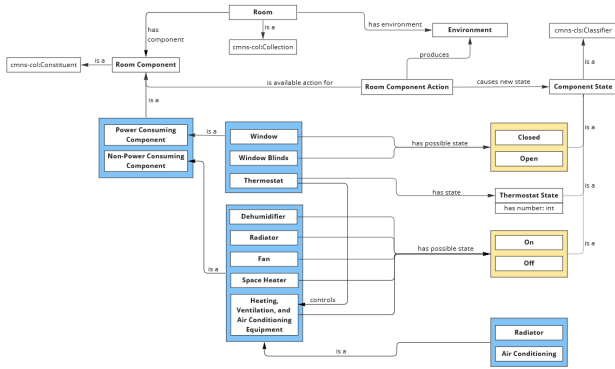 Room
has environment
Environment
cmns-cls:Classifier
has
component
is a
cmns-col:Collection
produces
is a
cmns-col:Constituent
is a
Room Component
is available action for
Room Component Action
causes new state
Component State
is a
Power Consuming
Component
Non-Power Consuming
Component
is a
Window
Window Blinds
Thermostat
has possible state
Closed
Open
is a
has state
Thermostat State
has number: int
is a
Dehumidifier
Radiator
Fan
Space Heater
Heating,
Ventilation, and
Air Conditioning
Equipment
is a
controls
has possible state
On
Off
is a
is a
Radiator
Air Conditioning